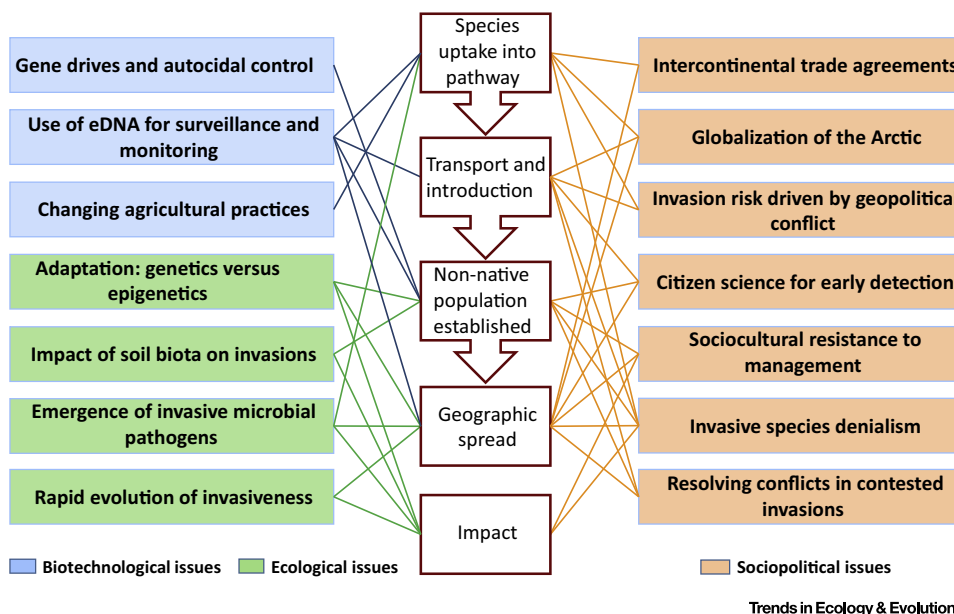 Gene drives and autocidal control
Use of eDNA for surveillance and
monitoring
Changing agricultural practices
Adaptation: genetics versus
epigenetics
Impact of soil biota on invasions
Emergence of invasive microbial
pathogens
Rapid evolution of invasiveness
Species
uptake into
pathway
Transport and
introduction
Non-native
population
established
Geographic
spread
Impact
Intercontinental trade agreements
Globalization of the Arctic
Invasion risk driven by geopolitical
conflict
Citizen science for early detection
Sociocultural resistance to
management
Invasive species denialism
Resolving conflicts in contested
invasions
Biotechnological issues
Ecological issues
Sociopolitical issues
Trends in Ecology & Evolution